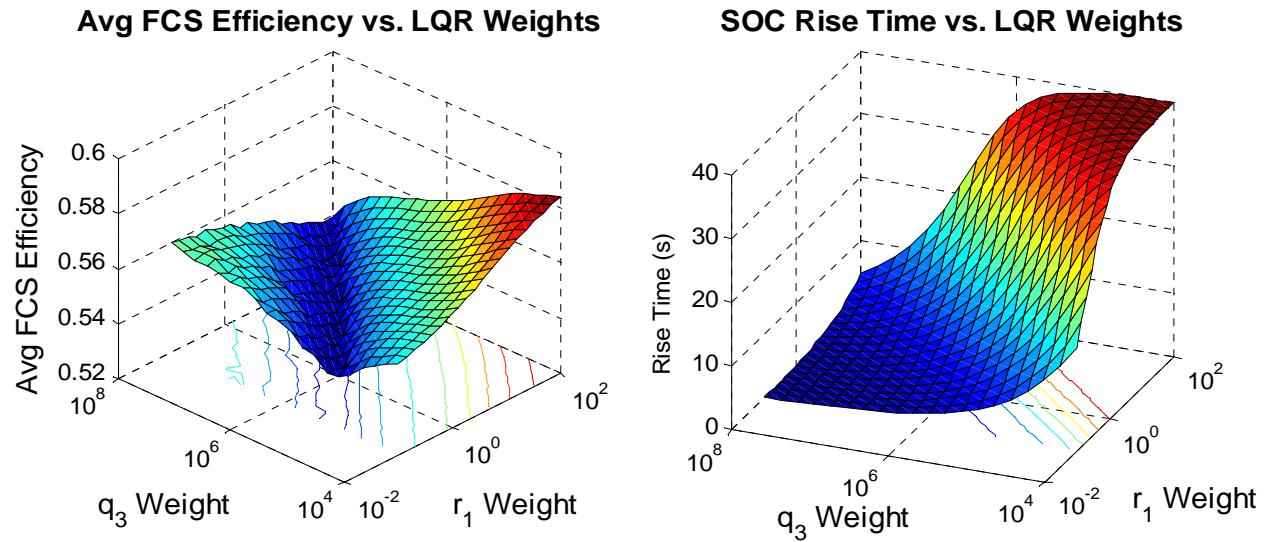 Avg FCS Efficiency vs. LQR Weights
0.6
0.58
0.56
0.54
0.52
Avg FCS Efficiency
10^8
10^6
10^4
q_3 Weight
10^-2
10^0
10^2
r_1 Weight
SOC Rise Time vs. LQR Weights
40
30
20
10
0
Rise Time (s)
10^8
10^6
10^4
q_3 Weight
10^-2
10^0
10^2
r_1 Weight